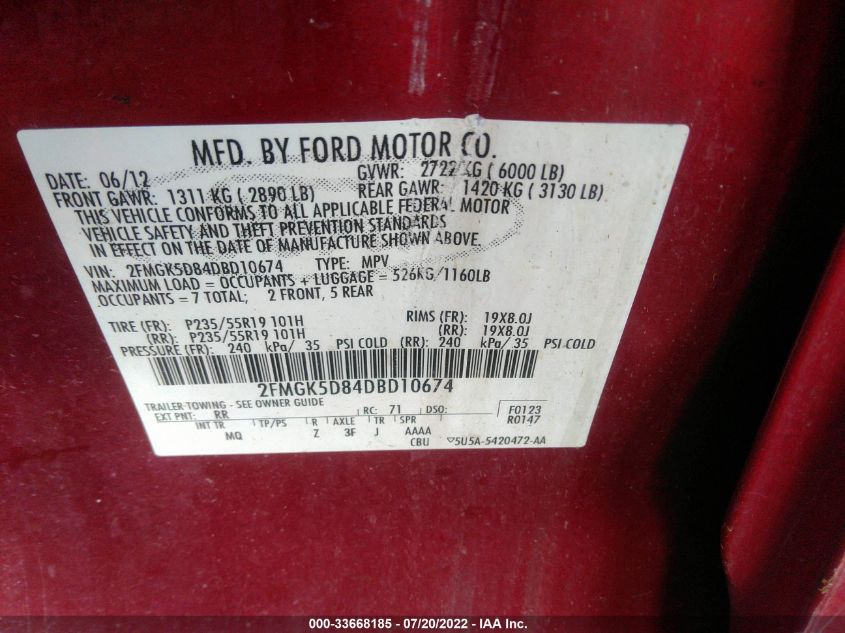 MFD. BY FORD MOTOR CO.
DATE: 06/12 GVWR: 2722 KG ( 6000 LB)
FRONT GAWR: 1311 KG ( 2890 LB) REAR GAWR: 1420 KG ( 3130 LB)
THIS VEHICLE CONFORMS TO ALL APPLICABLE FEDERAL MOTOR
VEHICLE SAFETY AND THEFT PREVENTION STANDARDS
IN EFFECT ON THE DATE OF MANUFACTURE SHOWN ABOVE.
VIN: 2FMGK5D84DBD10674 TYPE: MPV
MAXIMUM LOAD = OCCUPANTS + LUGGAGE = 526KG/1160LB
OCCUPANTS = 7 TOTAL; 2 FRONT, 5 REAR
TIRE (FR): P235/55R19 101H RIMS (FR): 19X8.0J
(RR): P235/55R19 101H (RR): 19X8.0J
PRESSURE (FR): 240 kPa/ 35 PSI COLD (RR): 240 kPa/ 35 PSI COLD
2FMGK5D84DBD10674
TRAILER-TOWING - SEE OWNER GUIDE
EXT PNT: RR RC: 71 DSO: F0123
R0147
INT TR TP/PS R AXLE TR SPR
MQ Z 3F J AAAA
CBU 5U5A-5420472-AA
000-33668185 / 07/20/2022 - IAA Inc.